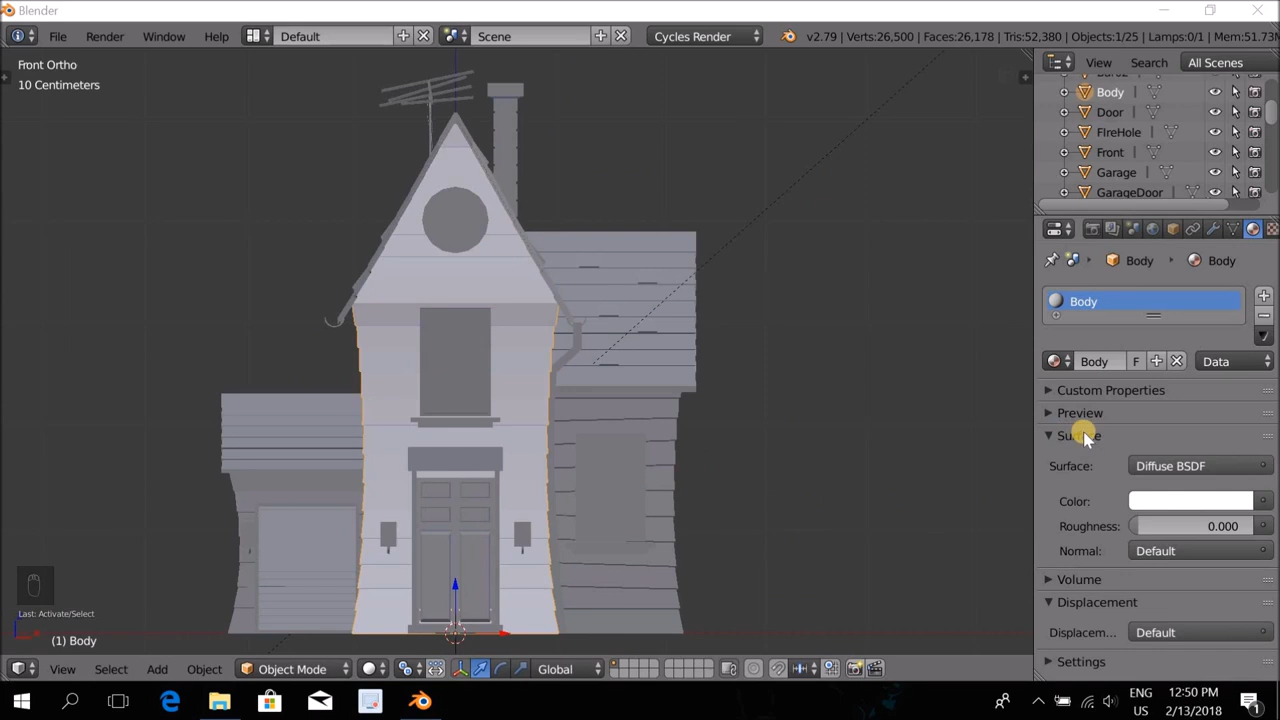 Blender
File Render Window Help Default Scene Cycles Render v2.79 | Verts:26,500 | Faces:26,178 | Tris:52,380 | Objects:1/25 | Lamps:0/1 | Mem:51.73
Front Ortho
10 Centimeters
View Search All Scenes
Body
Door
FIreHole
Front
Garage
GarageDoor
Body Body
Body
Body F Data
Custom Properties
Preview
Surface
Surface: Diffuse BSDF
Color:
Roughness: 0.000
Normal: Default
Volume
Displacement
Displacem... Default
Settings
Last: Activate/Select
(1) Body
View Select Add Object Object Mode Global
ENG
US
12:50 PM
2/13/2018
1